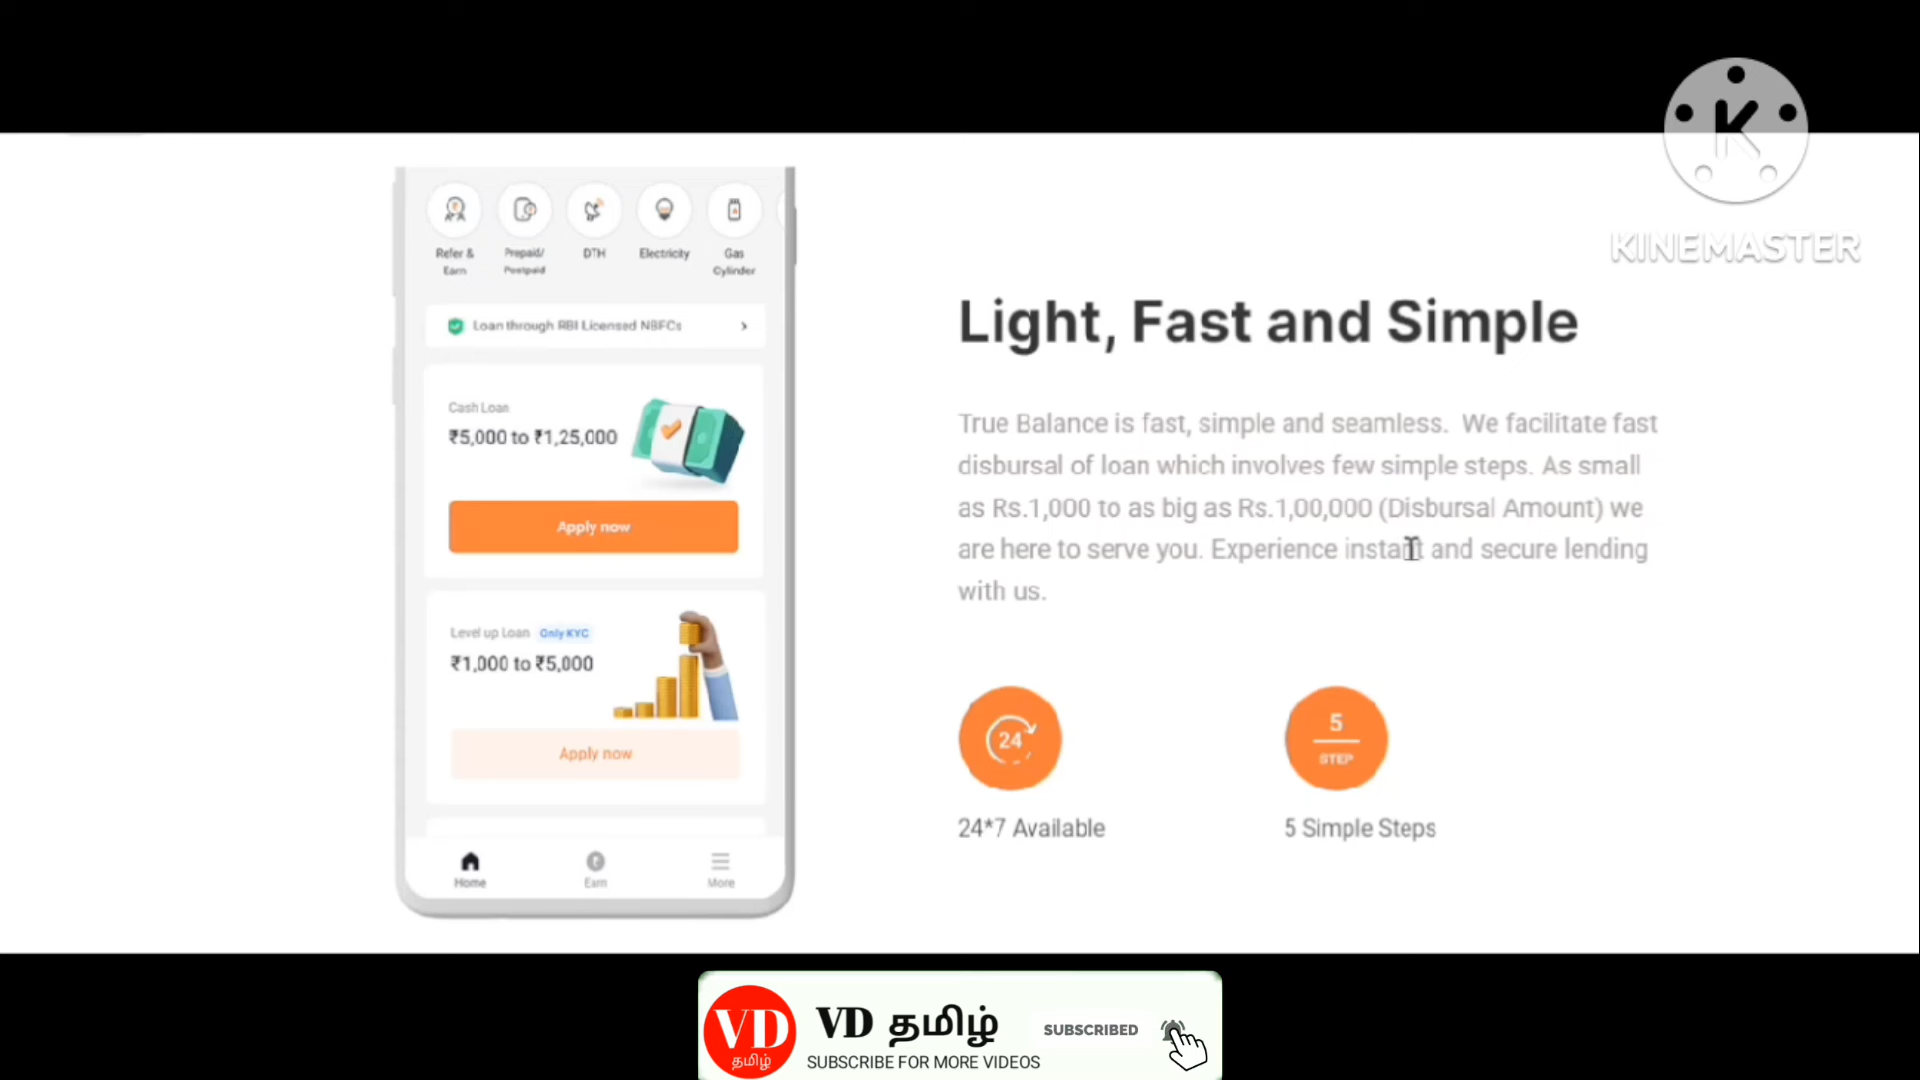 KINEMASTER
Refer &
Earn
Prepaid/
Postpaid
DTH
Electricity
Gas
Cylinder
Loan through RBI Licensed NBFCs
Cash Loan
₹5,000 to ₹1,25,000
Apply now
Level up Loan Only KYC
₹1,000 to ₹5,000
Apply now
Home
Earn
More
Light, Fast and Simple
True Balance is fast, simple and seamless. We facilitate fast
disbursal of loan which involves few simple steps. As small
as Rs.1,000 to as big as Rs.1,00,000 (Disbursal Amount) we
are here to serve you. Experience instant and secure lending
with us.
24
5
STEP
24*7 Available
5 Simple Steps
VD
தமிழ்
VD தமிழ்
SUBSCRIBED
SUBSCRIBE FOR MORE VIDEOS